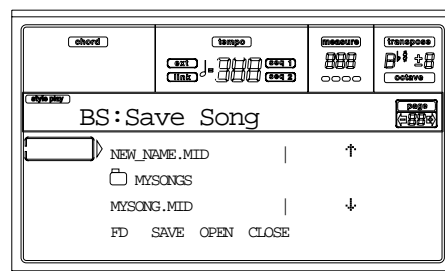 chord tempo measure transpose
ext seq 1
link seq 2
octave
style play page
BS:Save Song
NEW_NAME.MID
MYSONGS
MYSONG.MID
FD SAVE OPEN CLOSE